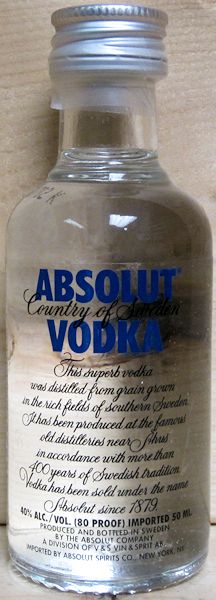 ABSOLUT
Country of Sweden
VODKA
This superb vodka
was distilled from grain grown
in the rich fields of southern Sweden.
It has been produced at the famous
old distilleries near Åhus
in accordance with more than
400 years of Swedish tradition.
Vodka has been sold under the name
Absolut since 1879.
40% ALC./VOL. (80 PROOF) IMPORTED 50 ML.
PRODUCED AND BOTTLED IN SWEDEN
BY THE ABSOLUT COMPANY
A DIVISION OF V&S VIN & SPRIT AB.
IMPORTED BY ABSOLUT SPIRITS CO., NEW YORK, NY